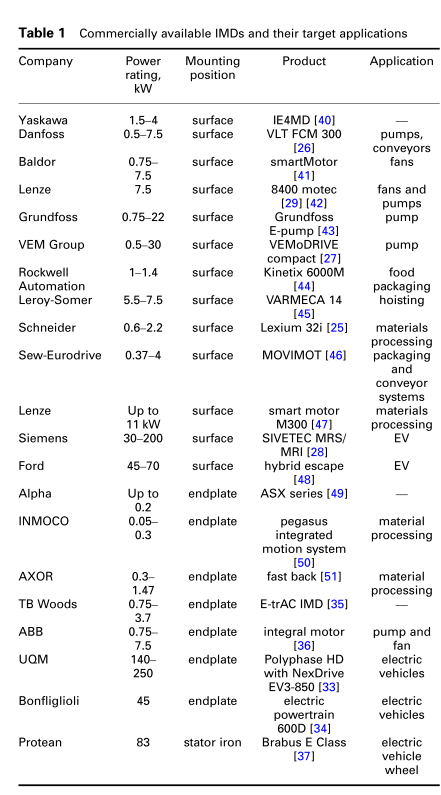 Table 1 Commercially available IMDs and their target applications
Company Power rating, kW Mounting position Product Application
Yaskawa 1.5–4 surface IE4MD [40] —
Danfoss 0.5–7.5 surface VLT FCM 300 [26] pumps, conveyors
Baldor 0.75–7.5 surface smartMotor [41] fans
Lenze 7.5 surface 8400 motec [29] [42] fans and pumps
Grundfoss 0.75–22 surface Grundfoss E-pump [43] pump
VEM Group 0.5–30 surface VEMoDRIVE compact [27] pump
Rockwell Automation 1–1.4 surface Kinetix 6000M [44] food packaging
Leroy-Somer 5.5–7.5 surface VARMECA 14 [45] hoisting
Schneider 0.6–2.2 surface Lexium 32i [25] materials processing
Sew-Eurodrive 0.37–4 surface MOVIMOT [46] packaging and conveyor systems
Lenze Up to 11 kW surface smart motor M300 [47] materials processing
Siemens 30–200 surface SIVETEC MRS/MRI [28] EV
Ford 45–70 surface hybrid escape [48] EV
Alpha Up to 0.2 endplate ASX series [49] —
INMOCO 0.05–0.3 endplate pegasus integrated motion system [50] material processing
AXOR 0.3–1.47 endplate fast back [51] material processing
TB Woods 0.75–3.7 endplate E-trAC IMD [35] —
ABB 0.75–7.5 endplate integral motor [36] pump and fan
UQM 140–250 endplate Polyphase HD with NexDrive EV3-850 [33] electric vehicles
Bonfliglioli 45 endplate electric powertrain 600D [34] electric vehicles
Protean 83 stator iron Brabus E Class [37] electric vehicle wheel